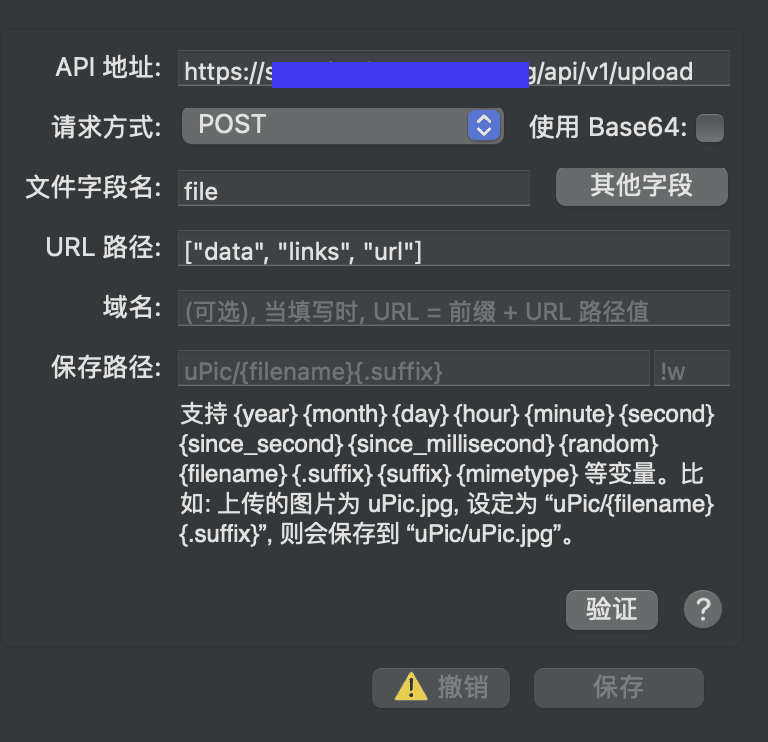 API 地址: https://s g/api/v1/upload
请求方式: POST 使用 Base64:
文件字段名: file 其他字段
URL 路径: ["data", "links", "url"]
域名: (可选), 当填写时, URL = 前缀 + URL 路径值
保存路径: uPic/{filename}{.suffix} !w
支持 {year} {month} {day} {hour} {minute} {second}
{since_second} {since_millisecond} {random}
{filename} {.suffix} {suffix} {mimetype} 等变量。比
如: 上传的图片为 uPic.jpg, 设定为 “uPic/{filename}
{.suffix}”, 则会保存到 “uPic/uPic.jpg”。
验证 ?
撤销 保存